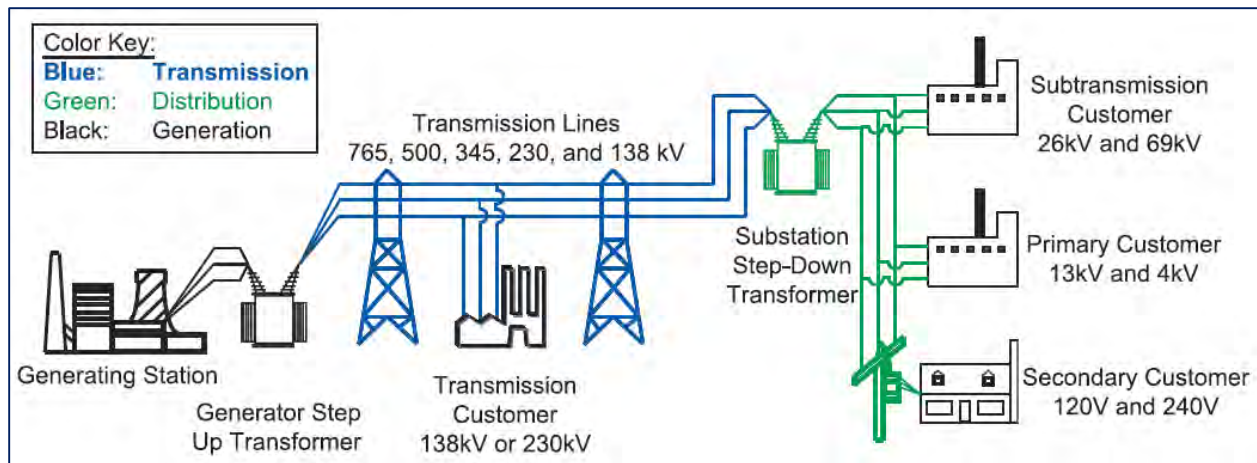 Color Key:
Blue: Transmission
Green: Distribution
Black: Generation
Transmission Lines
765, 500, 345, 230, and 138 kV
Subtransmission
Customer
26kV and 69kV
Substation
Step-Down
Transformer
Primary Customer
13kV and 4kV
Generating Station
Generator Step
Up Transformer
Transmission
Customer
138kV or 230kV
Secondary Customer
120V and 240V